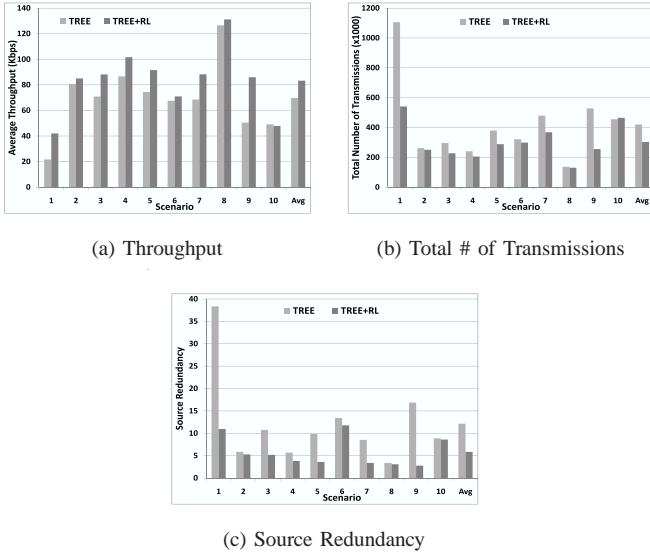 TREE TREE+RL
Average Throughput (Kbps)
140
120
100
80
60
40
20
0
1 2 3 4 5 6 7 8 9 10 Avg
Scenario
(a) Throughput
TREE TREE+RL
Total Number of Transmissions (x1000)
1200
1000
800
600
400
200
0
1 2 3 4 5 6 7 8 9 10 Avg
Scenario
(b) Total # of Transmissions
TREE TREE+RL
Source Redundancy
40
35
30
25
20
15
10
5
0
1 2 3 4 5 6 7 8 9 10 Avg
Scenario
(c) Source Redundancy